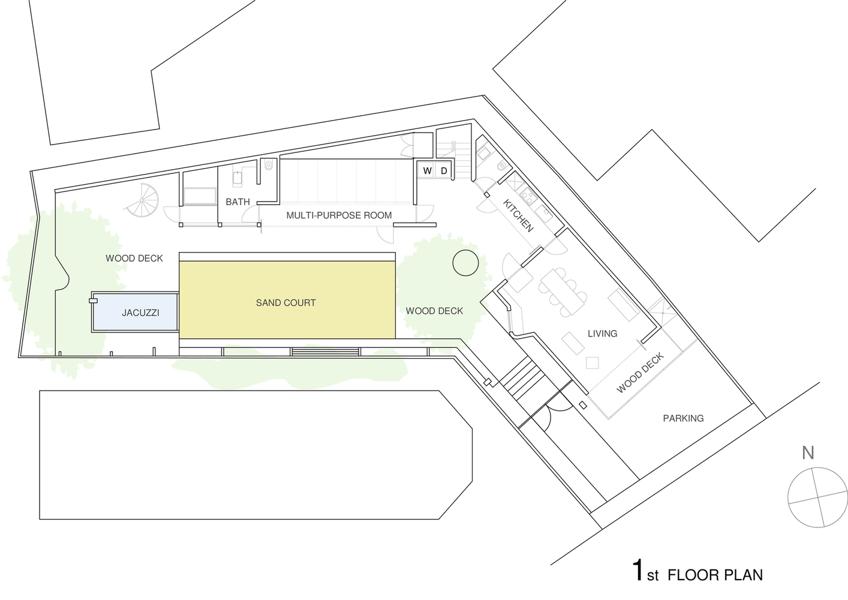 W D
BATH
MULTI-PURPOSE ROOM
KITCHEN
WOOD DECK
SAND COURT
JACUZZI
WOOD DECK
LIVING
WOOD DECK
PARKING
N
1st FLOOR PLAN